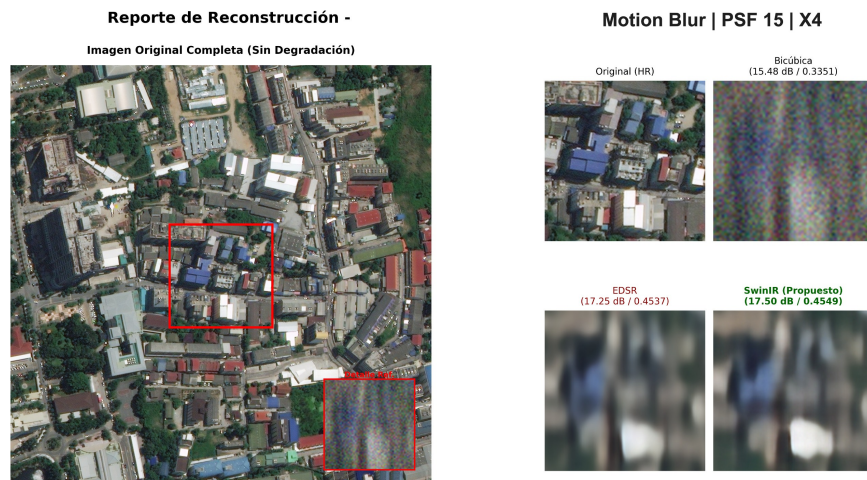 Reporte de Reconstrucción -
Motion Blur | PSF 15 | X4
Imagen Original Completa (Sin Degradación)
Original (HR)
Bicúbica
(15.48 dB / 0.3351)
EDSR
(17.25 dB / 0.4537)
SwinIR (Propuesto)
(17.50 dB / 0.4549)